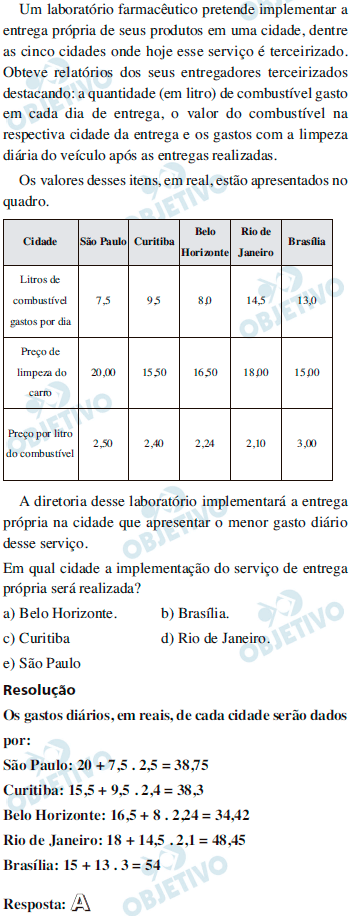 Um laboratório farmacêutico pretende implementar a
entrega própria de seus produtos em uma cidade, dentre
as cinco cidades onde hoje esse serviço é terceirizado.
Obteve relatórios dos seus entregadores terceirizados
destacando: a quantidade (em litro) de combustível gasto
em cada dia de entrega, o valor do combustível na
respectiva cidade da entrega e os gastos com a limpeza
diária do veículo após as entregas realizadas.
Os valores desses itens, em real, estão apresentados no
quadro.
Cidade São Paulo Curitiba Belo Horizonte Rio de Janeiro Brasília
Litros de combustível gastos por dia 7,5 9,5 8,0 14,5 13,0
Preço de limpeza do carro 20,00 15,50 16,50 18,00 15,00
Preço por litro do combustível 2,50 2,40 2,24 2,10 3,00
A diretoria desse laboratório implementará a entrega
própria na cidade que apresentar o menor gasto diário
desse serviço.
Em qual cidade a implementação do serviço de entrega
própria será realizada?
a) Belo Horizonte. b) Brasília.
c) Curitiba d) Rio de Janeiro.
e) São Paulo
Resolução
Os gastos diários, em reais, de cada cidade serão dados
por:
São Paulo: 20 + 7,5 . 2,5 = 38,75
Curitiba: 15,5 + 9,5 . 2,4 = 38,3
Belo Horizonte: 16,5 + 8 . 2,24 = 34,42
Rio de Janeiro: 18 + 14,5 . 2,1 = 48,45
Brasília: 15 + 13 . 3 = 54
Resposta: A
OBJETIVO